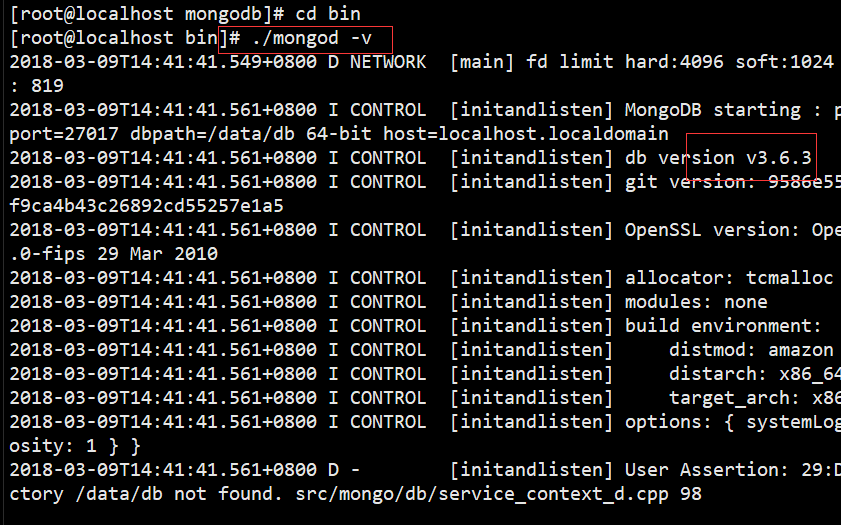 [root@localhost mongodb]# cd bin
[root@localhost bin]# ./mongod -v
2018-03-09T14:41:41.549+0800 D NETWORK  [main] fd limit hard:4096 soft:1024
: 819
2018-03-09T14:41:41.561+0800 I CONTROL  [initandlisten] MongoDB starting : p
port=27017 dbpath=/data/db 64-bit host=localhost.localdomain
2018-03-09T14:41:41.561+0800 I CONTROL  [initandlisten] db version v3.6.3
2018-03-09T14:41:41.561+0800 I CONTROL  [initandlisten] git version: 9586e55
f9ca4b43c26892cd55257e1a5
2018-03-09T14:41:41.561+0800 I CONTROL  [initandlisten] OpenSSL version: Ope
.0-fips 29 Mar 2010
2018-03-09T14:41:41.561+0800 I CONTROL  [initandlisten] allocator: tcmalloc
2018-03-09T14:41:41.561+0800 I CONTROL  [initandlisten] modules: none
2018-03-09T14:41:41.561+0800 I CONTROL  [initandlisten] build environment:
2018-03-09T14:41:41.561+0800 I CONTROL  [initandlisten]     distmod: amazon
2018-03-09T14:41:41.561+0800 I CONTROL  [initandlisten]     distarch: x86_64
2018-03-09T14:41:41.561+0800 I CONTROL  [initandlisten]     target_arch: x86
2018-03-09T14:41:41.561+0800 I CONTROL  [initandlisten] options: { systemLog
osity: 1 } }
2018-03-09T14:41:41.561+0800 D -        [initandlisten] User Assertion: 29:D
ctory /data/db not found. src/mongo/db/service_context_d.cpp 98